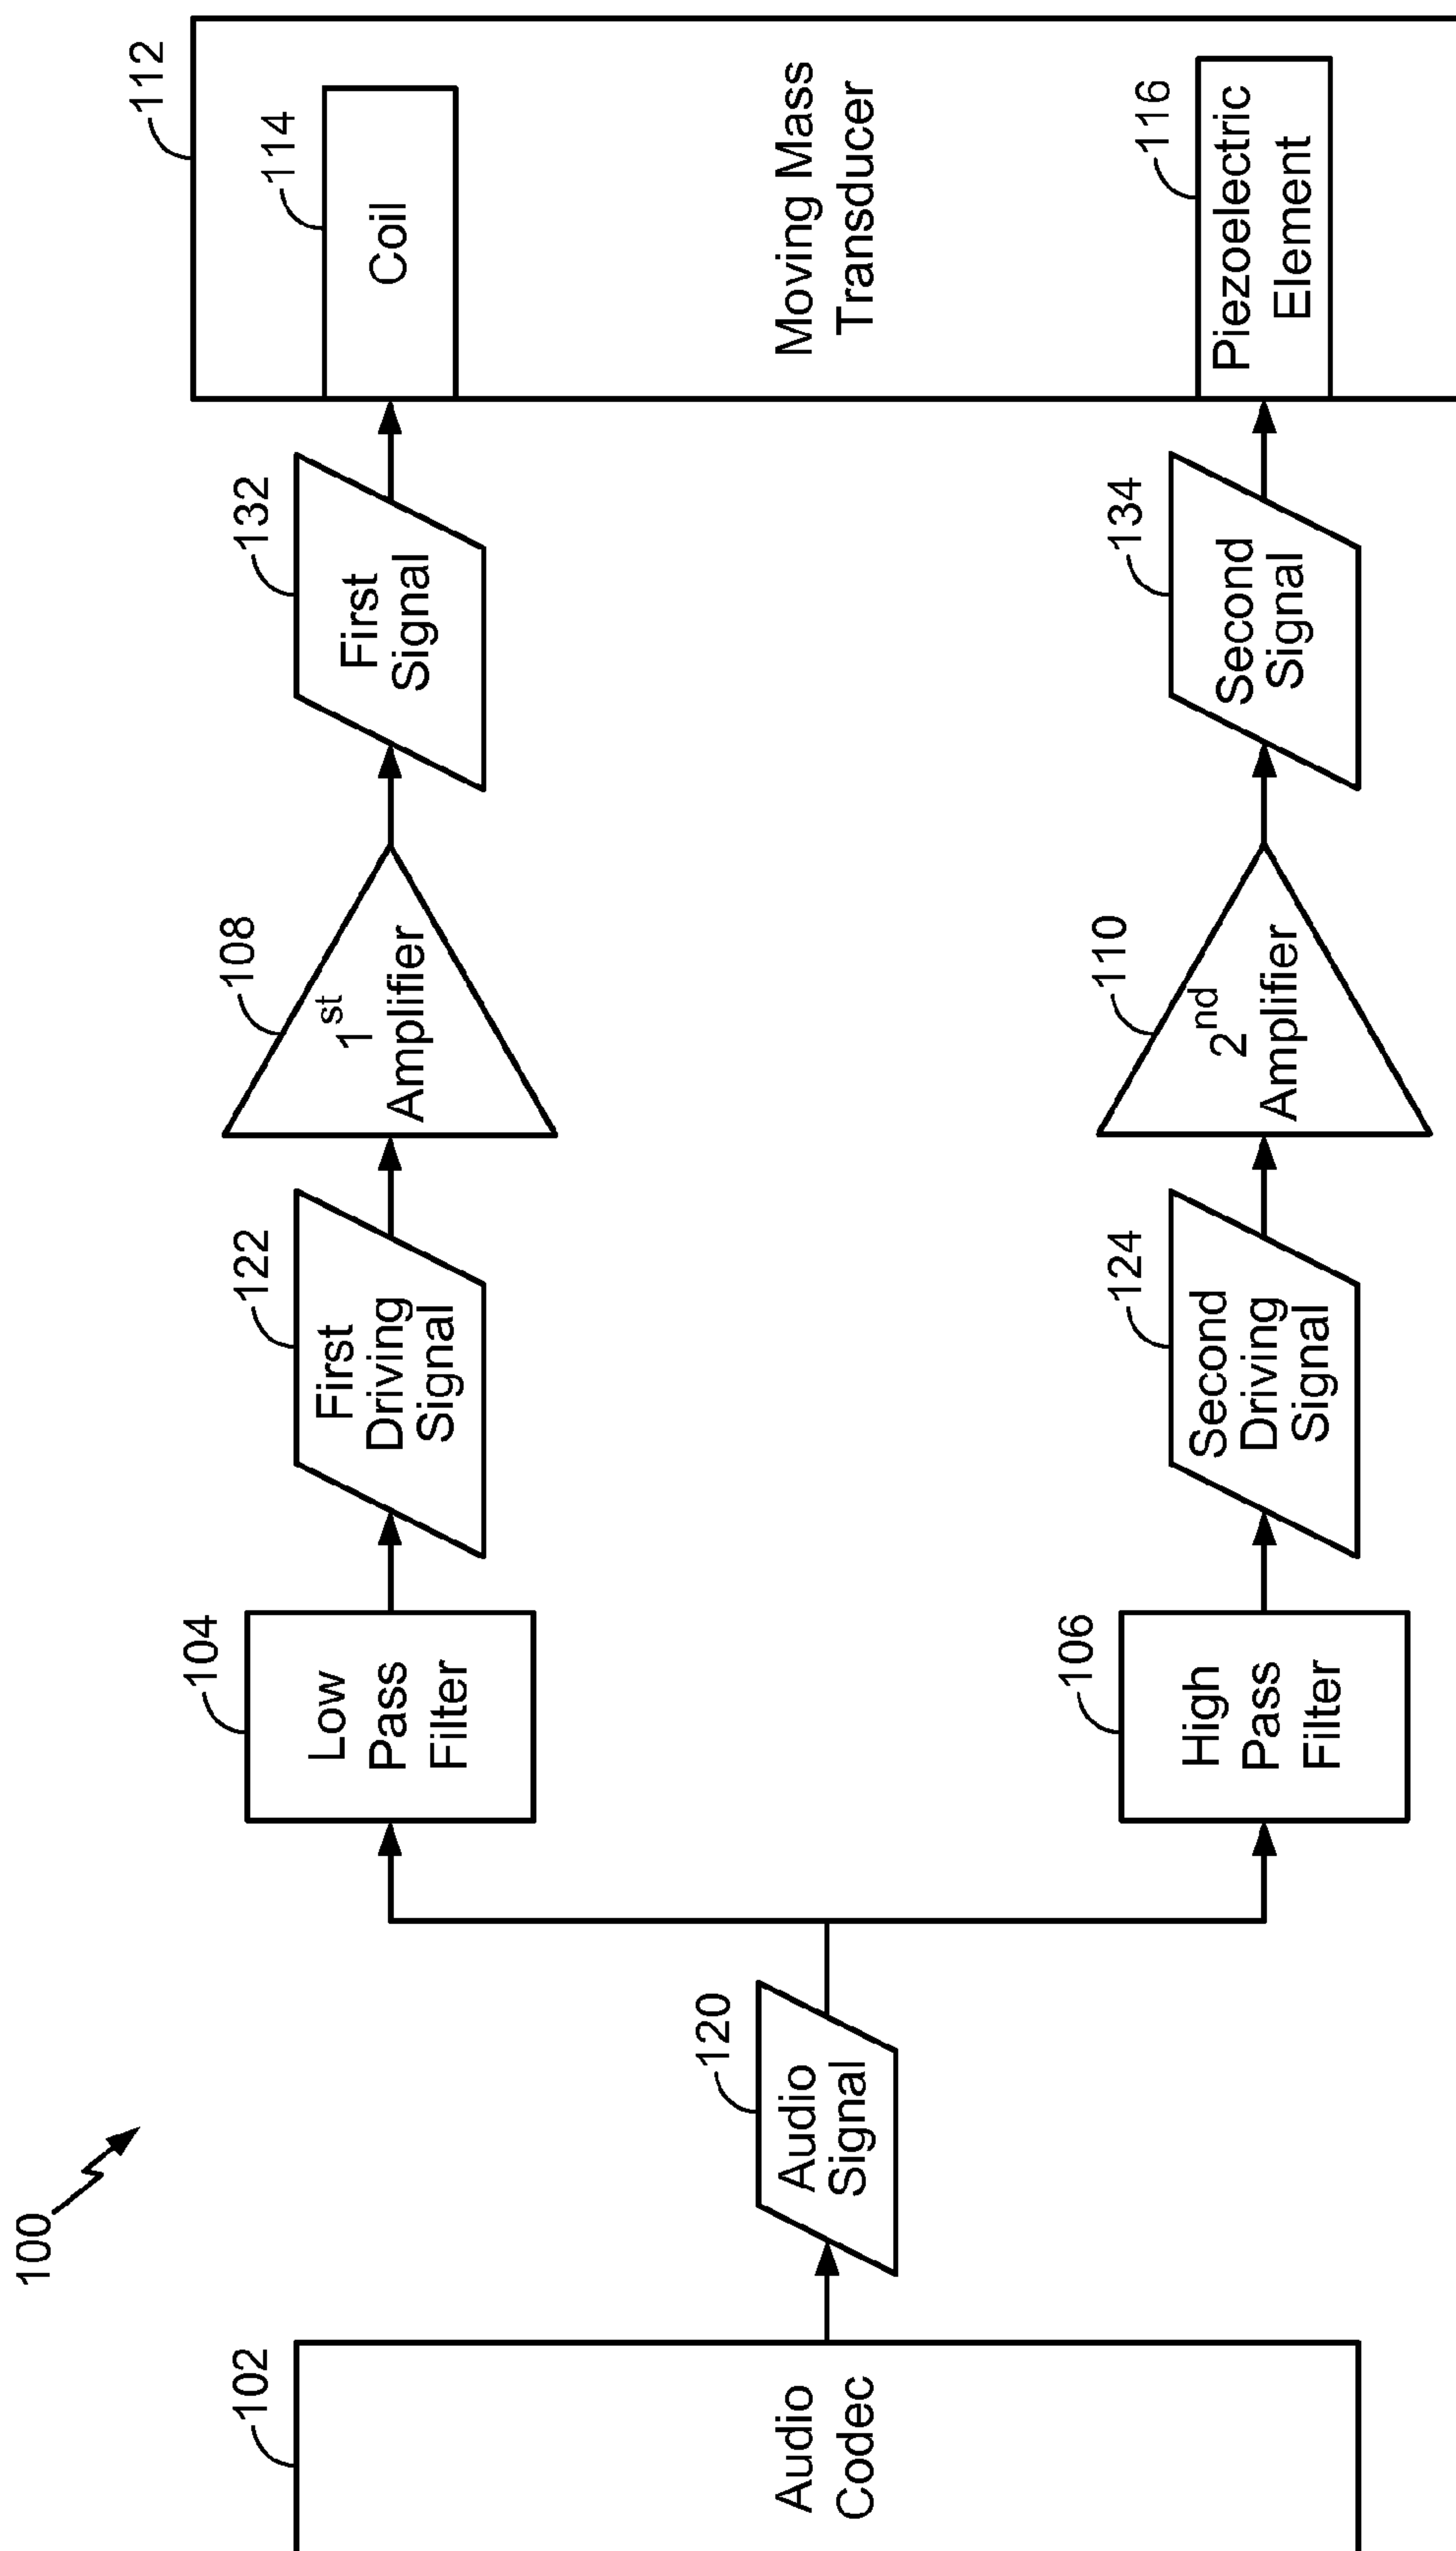 100
102
Audio
Codec
120
Audio
Signal
104
Low
Pass
Filter
122
First
Driving
Signal
108
1st
Amplifier
132
First
Signal
112
114
Coil
Moving Mass
Transducer
106
High
Pass
Filter
124
Second
Driving
Signal
110
2nd
Amplifier
134
Second
Signal
116
Piezoelectric
Element